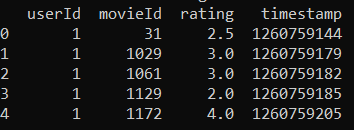 userId movieId rating timestamp
0 1 31 2.5 1260759144
1 1 1029 3.0 1260759179
2 1 1061 3.0 1260759182
3 1 1129 2.0 1260759185
4 1 1172 4.0 1260759205